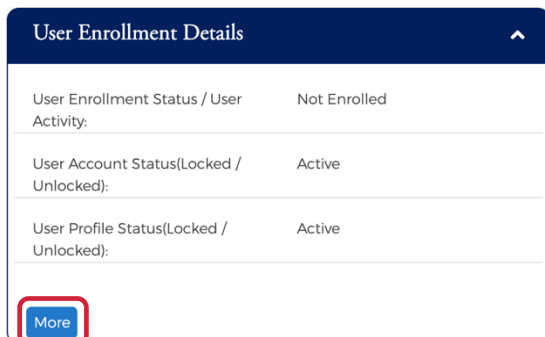 User Enrollment Details
User Enrollment Status / User Not Enrolled
Activity:
User Account Status(Locked / Active
Unlocked):
User Profile Status(Locked / Active
Unlocked):
More